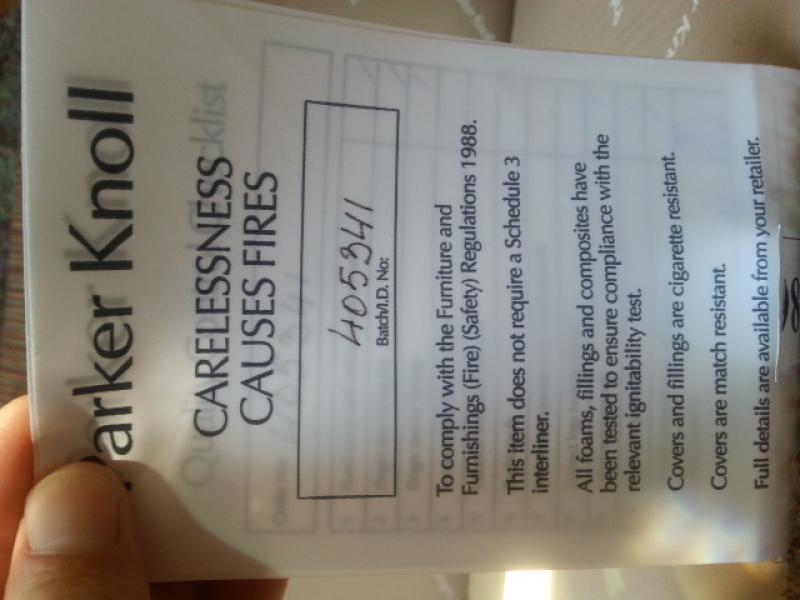 Parker Knoll
CARELESSNESS
CAUSES FIRES
405341
Batch/I.D. No:
To comply with the Furniture and
Furnishings (Fire) (Safety) Regulations 1988.
This item does not require a Schedule 3
interliner.
All foams, fillings and composites have
been tested to ensure compliance with the
relevant ignitability test.
Covers and fillings are cigarette resistant.
Covers are match resistant.
Full details are available from your retailer.